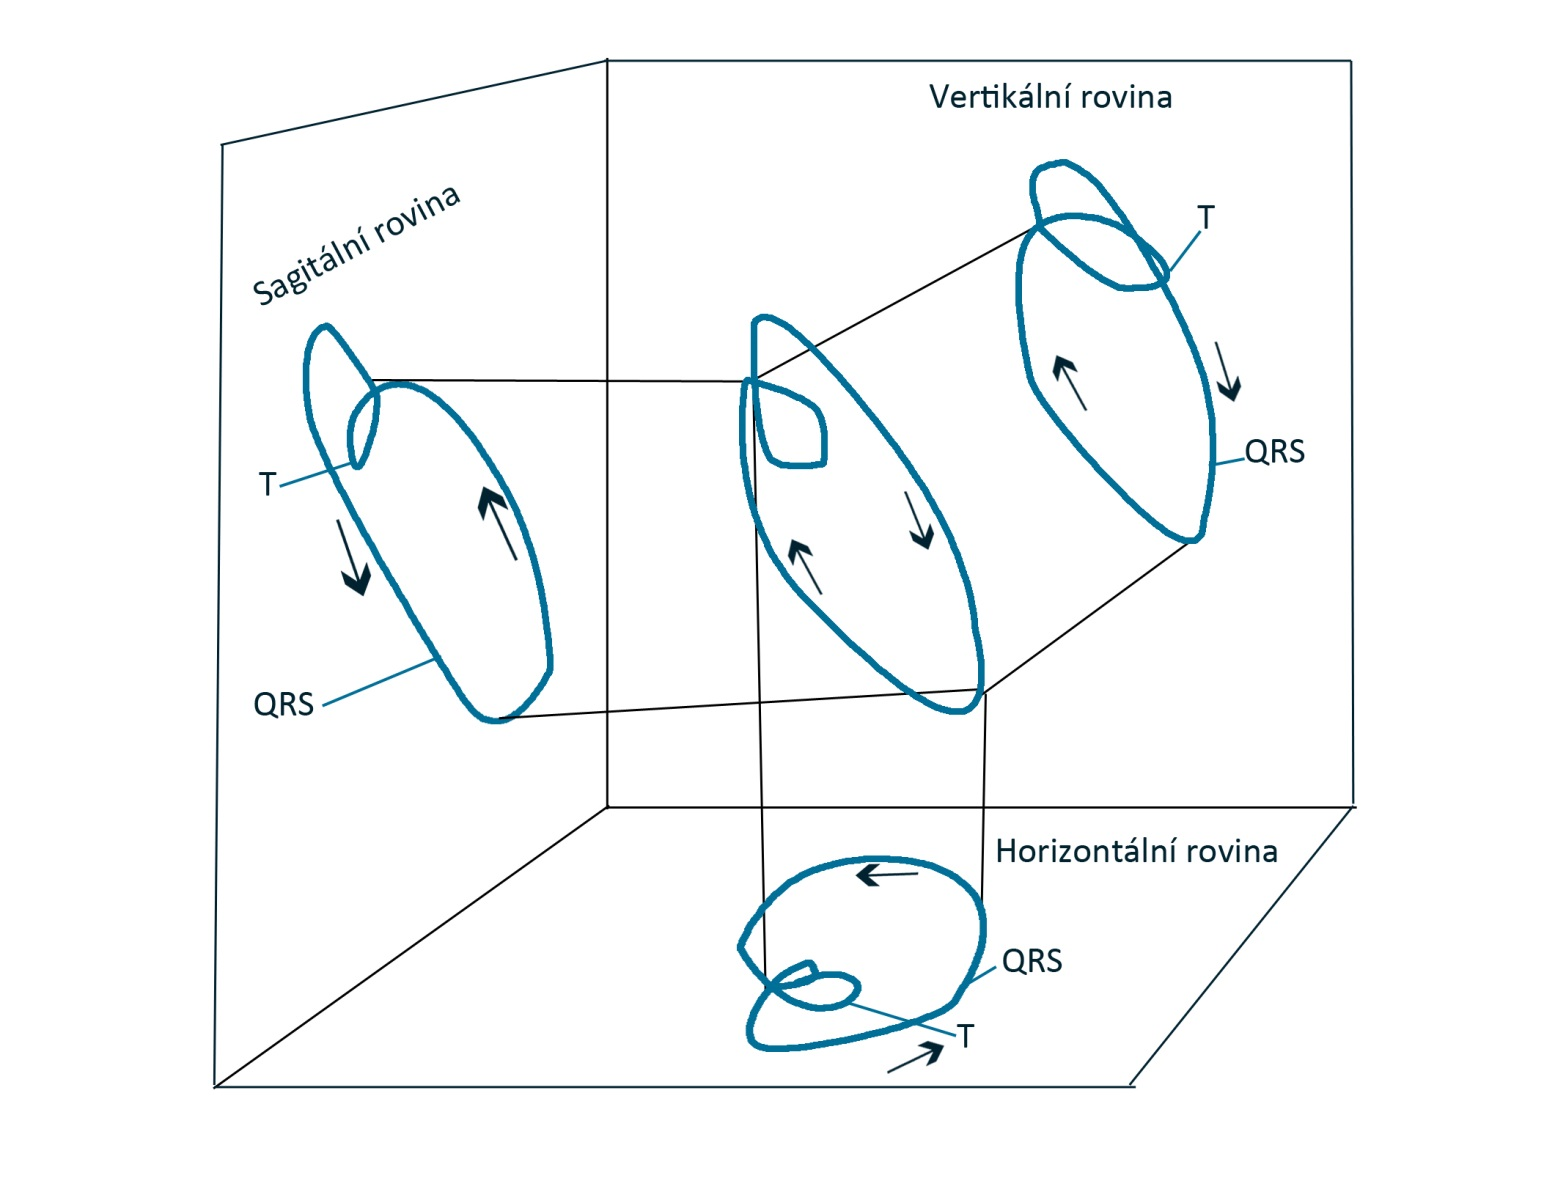 Vertikální rovina
Sagitální rovina
T
QRS
T
QRS
Horizontální rovina
QRS
T